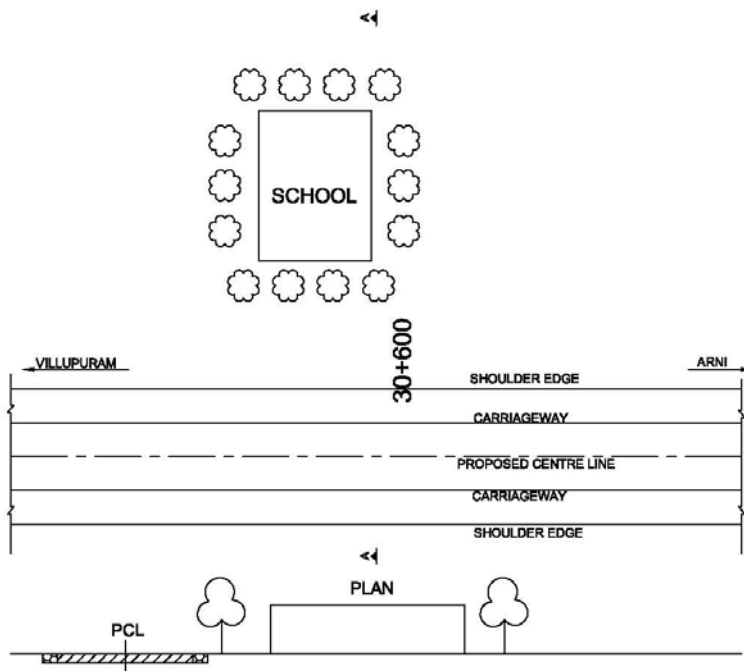 A
SCHOOL
30+600
VILLUPURAM
ARNI
SHOULDER EDGE
CARRIAGEWAY
PROPOSED CENTRE LINE
CARRIAGEWAY
SHOULDER EDGE
A
PLAN
PCL